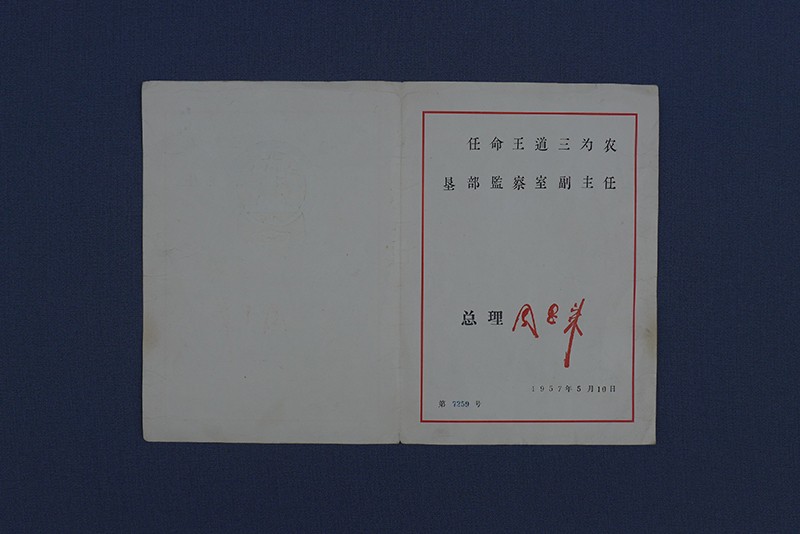 任命王道三为农
垦部監察室副主任
总理 周恩来
1957年5月10日
第 7259 号